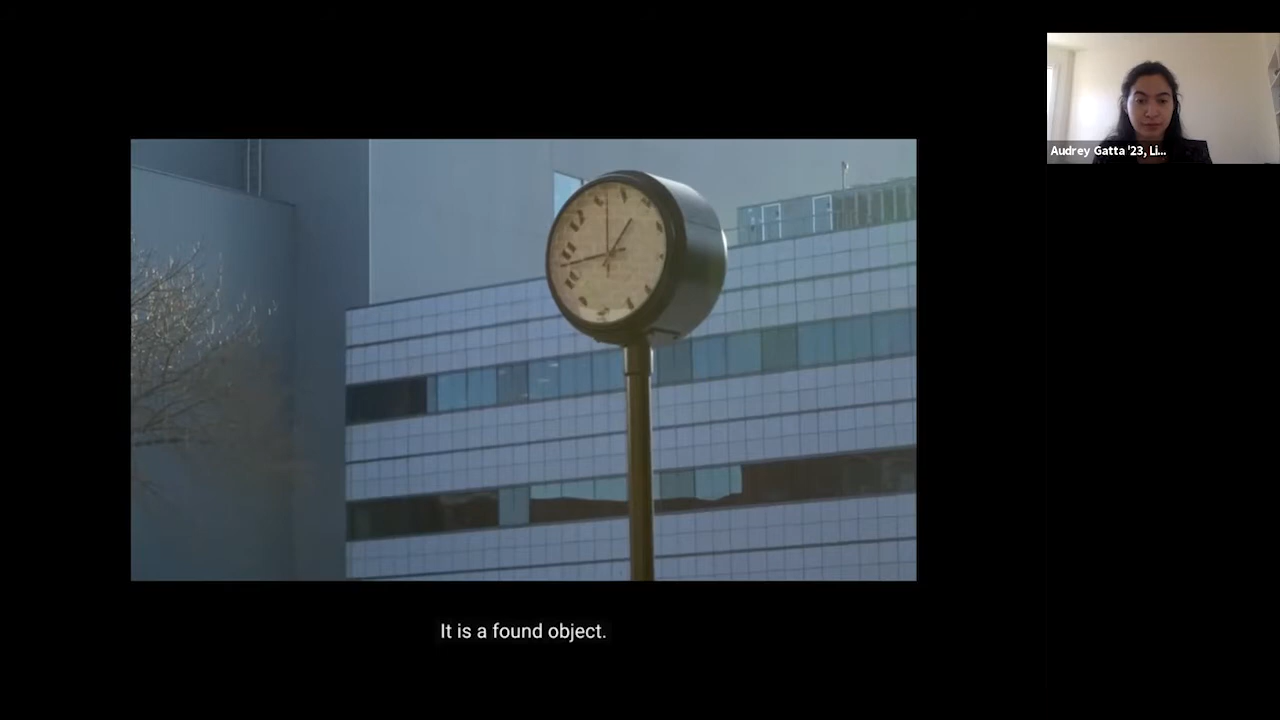 Audrey Gatta '23, Li...
It is a found object.